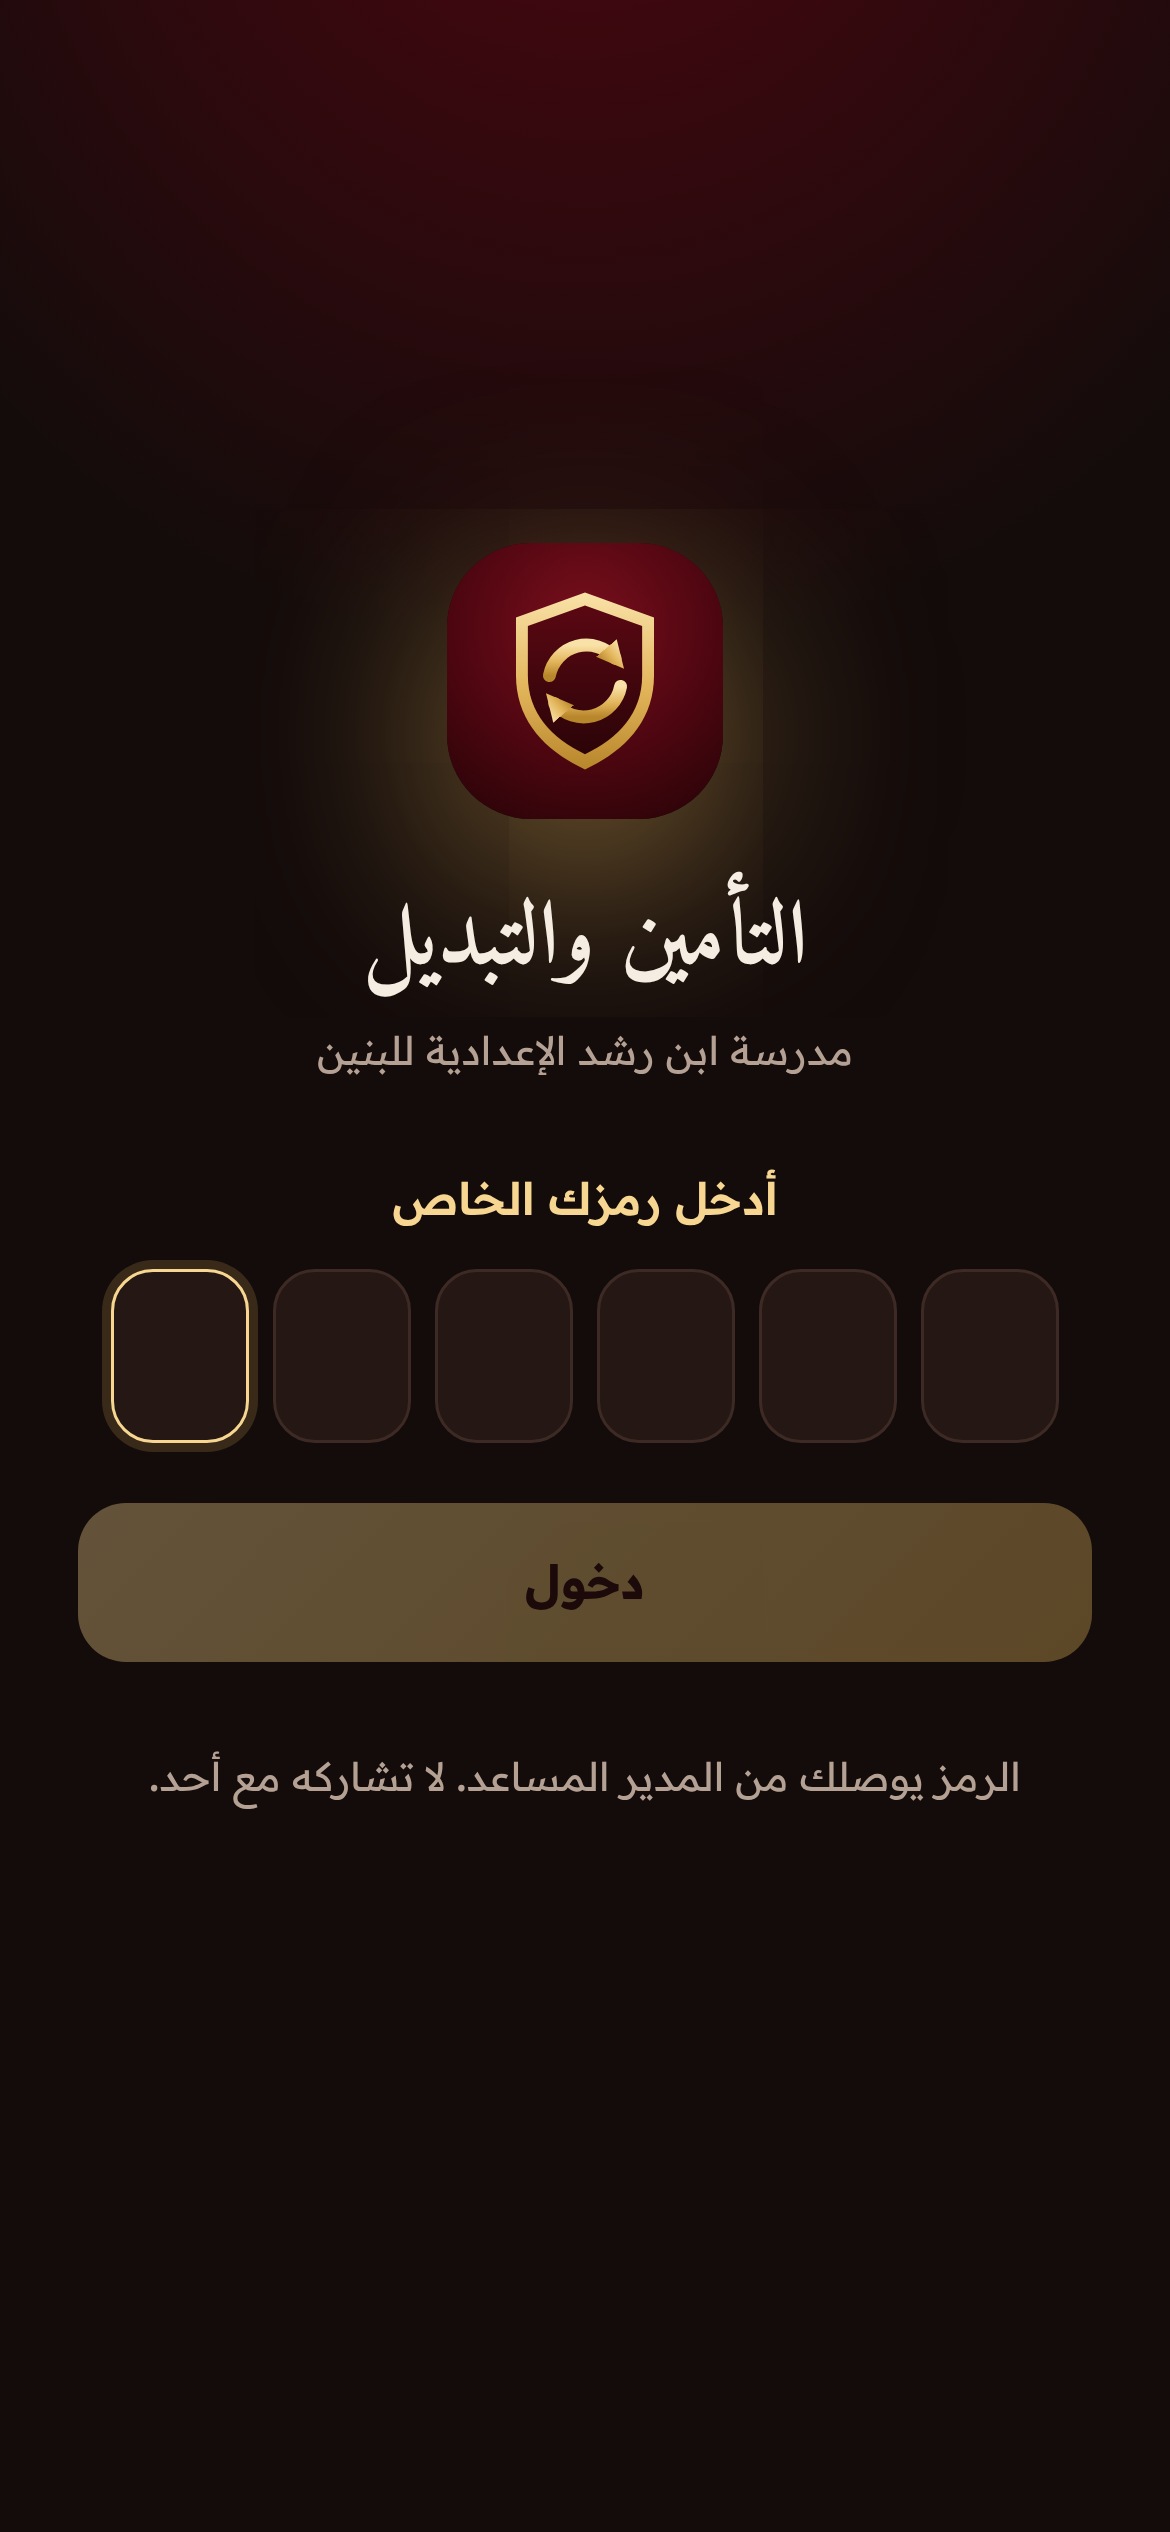 التأمين والتبديل
مدرسة ابن رشد الإعدادية للبنين
أدخل رمزك الخاص
دخول
الرمز يوصلك من المدير المساعد. لا تشاركه مع أحد.